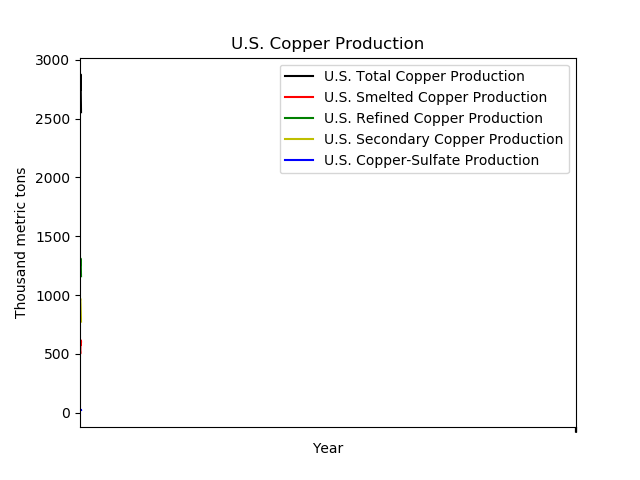 U.S. Copper Production
3000
2500
2000
1500
1000
500
0
Thousand metric tons
U.S. Total Copper Production
U.S. Smelted Copper Production
U.S. Refined Copper Production
U.S. Secondary Copper Production
U.S. Copper-Sulfate Production
Year